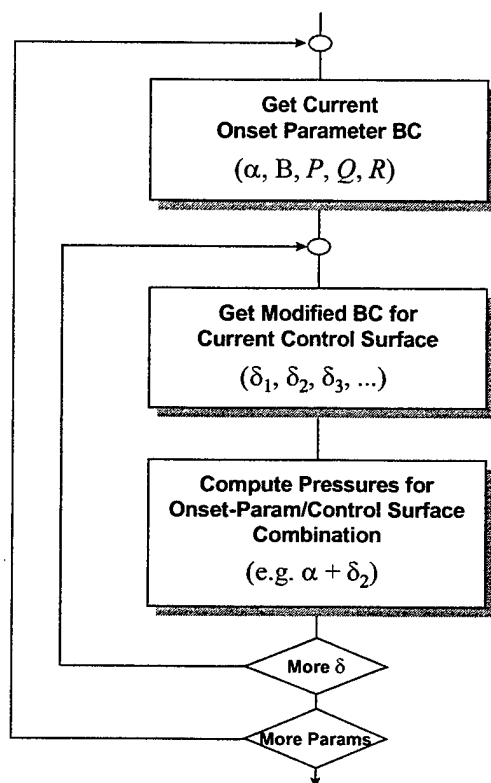 Get Current
Onset Parameter BC
(α, B, P, Q, R)
Get Modified BC for
Current Control Surface
(δ₁, δ₂, δ₃, ...)
Compute Pressures for
Onset-Param/Control Surface
Combination
(e.g. α + δ₂)
More δ
More Params